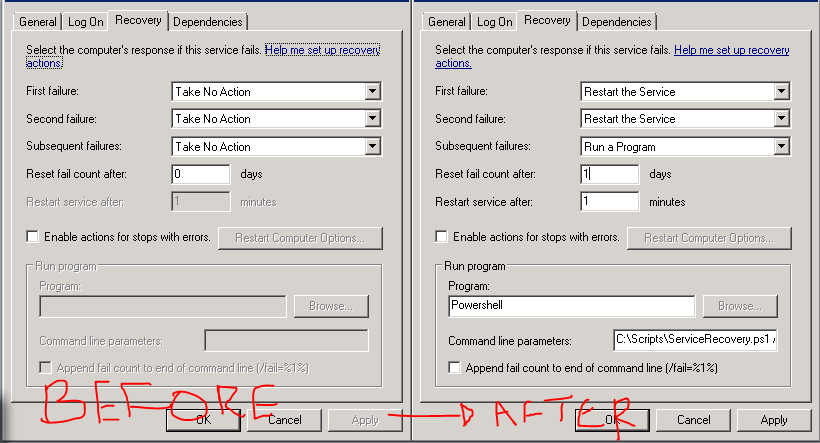 General Log On Recovery Dependencies
Select the computer's response if this service fails. Help me set up recovery
actions.
First failure: Take No Action
Second failure: Take No Action
Subsequent failures: Take No Action
Reset fail count after: 0 days
Restart service after: 1 minutes
Enable actions for stops with errors. Restart Computer Options...
Run program
Program:
Browse...
Command line parameters:
Append fail count to end of command line (/fail=%1%)
OK Cancel Apply
BEFORE
General Log On Recovery Dependencies
Select the computer's response if this service fails. Help me set up recovery
actions.
First failure: Restart the Service
Second failure: Restart the Service
Subsequent failures: Run a Program
Reset fail count after: 1 days
Restart service after: 1 minutes
Enable actions for stops with errors. Restart Computer Options...
Run program
Program:
Powershell Browse...
Command line parameters: C:\Scripts\ServiceRecovery.ps1 /
Append fail count to end of command line (/fail=%1%)
OK Cancel Apply
AFTER